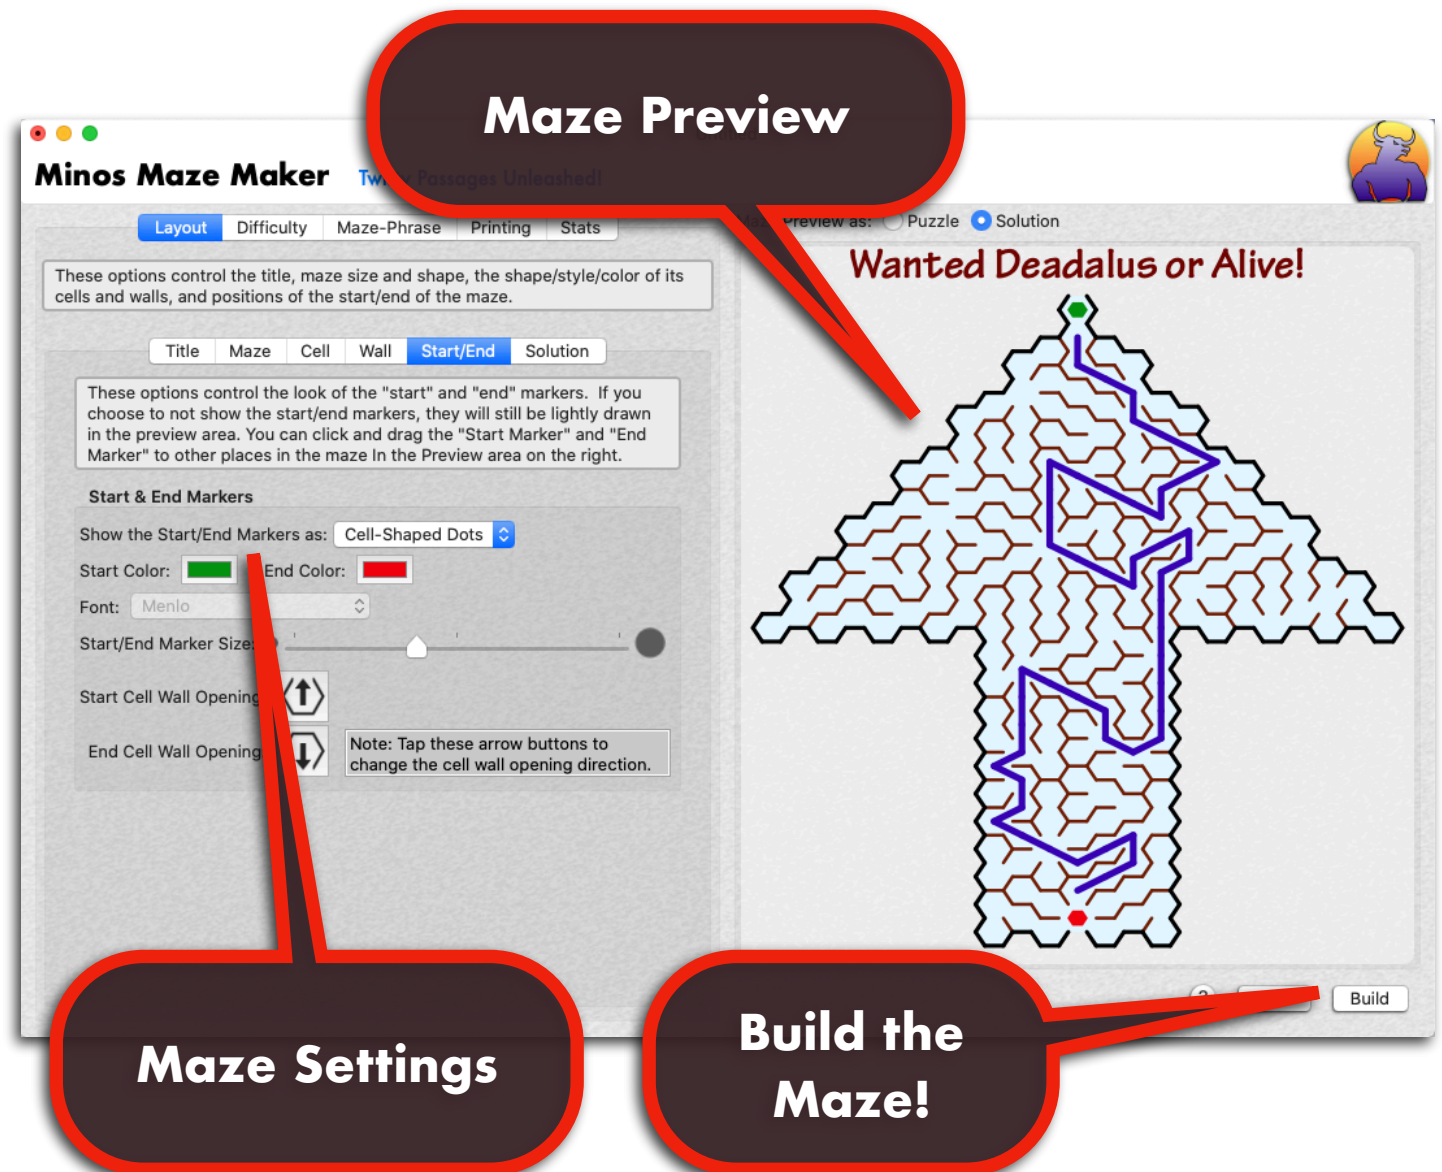 Maze Preview
Minos Maze Maker
Passages Unleashed!
Layout Difficulty Maze-Phrase Printing Stats
Preview as: Puzzle Solution
These options control the title, maze size and shape, the shape/style/color of its
cells and walls, and positions of the start/end of the maze.
Wanted Deadalus or Alive!
Title Maze Cell Wall Start/End Solution
These options control the look of the "start" and "end" markers. If you
choose to not show the start/end markers, they will still be lightly drawn
in the preview area. You can click and drag the "Start Marker" and "End
Marker" to other places in the maze In the Preview area on the right.
Start & End Markers
Show the Start/End Markers as: Cell-Shaped Dots
Start Color: End Color:
Font: Menlo
Start/End Marker Size:
Start Cell Wall Opening
End Cell Wall Opening
Note: Tap these arrow buttons to
change the cell wall opening direction.
Build
Maze Settings
Build the
Maze!